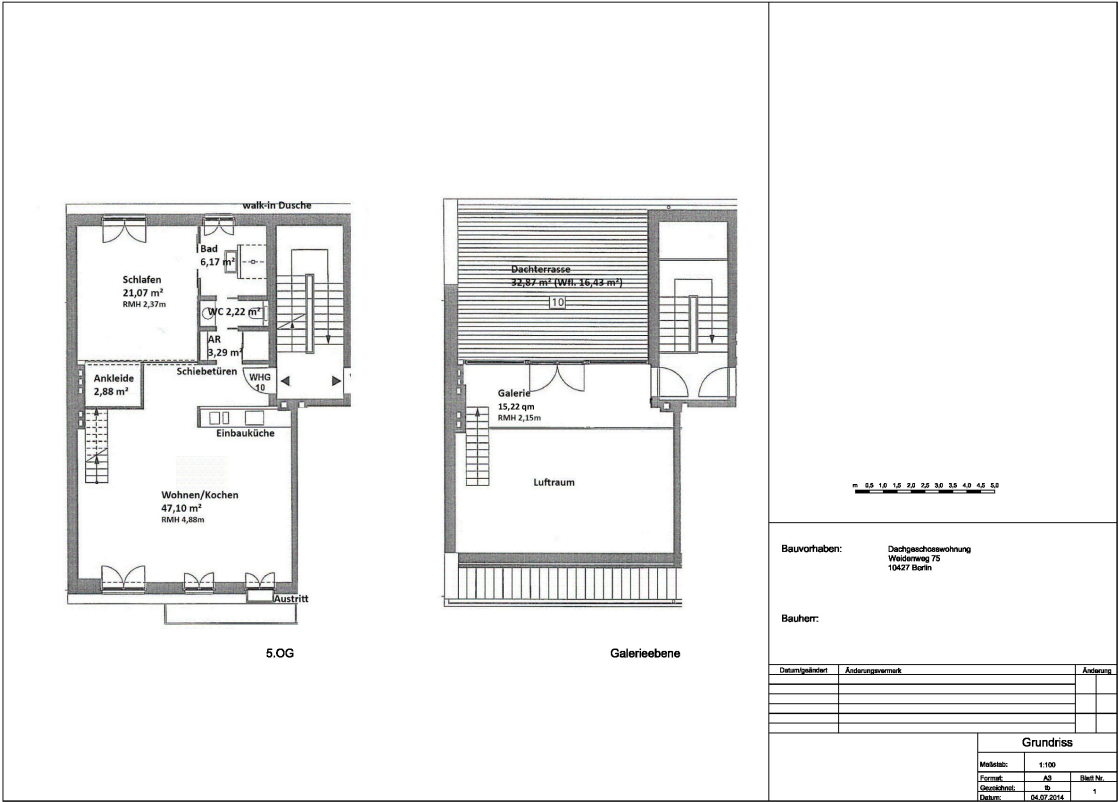 walk-in Dusche
Bad
6,17 m²
Schlafen
21,07 m²
RMH 2,37m
WC 2,22 m²
AR
3,29 m²
Schiebetüren
WHG
10
Ankleide
2,88 m²
Einbauküche
Wohnen/Kochen
47,10 m²
RMH 4,88m
Austritt
5.OG
Dachterrasse
32,87 m² (Wfl. 16,43 m²)
10
Galerie
15,22 qm
RMH 2,15m
Luftraum
Galerieebene
m 0,5 1,0 1,5 2,0 2,5 3,0 3,5 4,0 4,5 5,0
Bauvorhaben: Dachgeschosswohnung
Weidenweg 75
10427 Berlin
Bauherr:
Datum/geändert Änderungsvermerk Änderung
Grundriss
Maßstab: 1:100
Format: A3 Blatt Nr.
Gezeichnet: tb 1
Datum: 04.07.2014